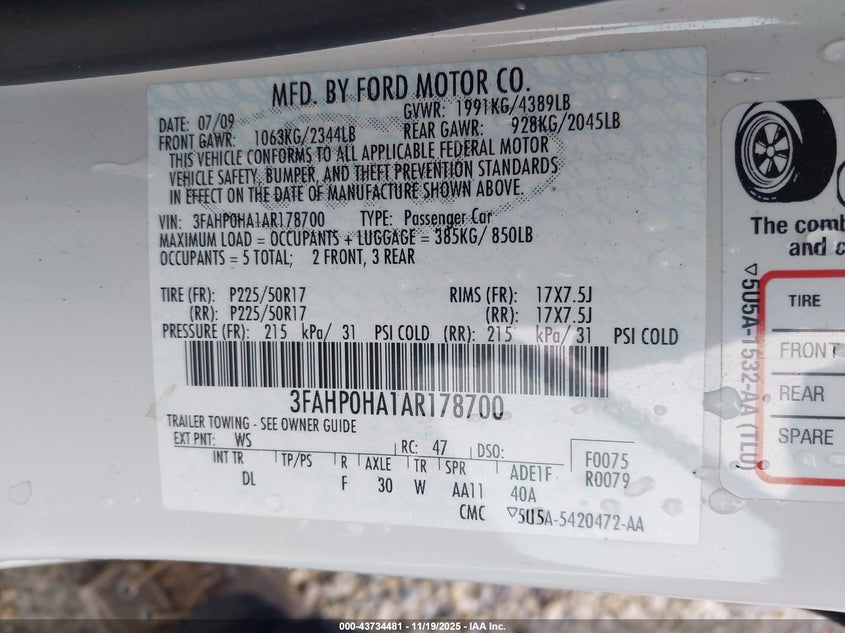 MFD. BY FORD MOTOR CO.
DATE: 07/09 GVWR: 1991KG/4389LB
FRONT GAWR: 1063KG/2344LB REAR GAWR: 928KG/2045LB
THIS VEHICLE CONFORMS TO ALL APPLICABLE FEDERAL MOTOR
VEHICLE SAFETY, BUMPER, AND THEFT PREVENTION STANDARDS
IN EFFECT ON THE DATE OF MANUFACTURE SHOWN ABOVE.
VIN: 3FAHP0HA1AR178700 TYPE: Passenger Car
MAXIMUM LOAD = OCCUPANTS + LUGGAGE = 385KG/ 850LB
OCCUPANTS = 5 TOTAL; 2 FRONT, 3 REAR
TIRE (FR): P225/50R17 RIMS (FR): 17X7.5J
(RR): P225/50R17 (RR): 17X7.5J
PRESSURE (FR): 215 kPa/ 31 PSI COLD (RR): 215 kPa/ 31 PSI COLD
3FAHP0HA1AR178700
TRAILER TOWING - SEE OWNER GUIDE
EXT PNT: WS RC: 47 DSO: F0075
INT TR TP/PS R AXLE TR SPR ADE1F R0079
DL F 30 W AA11 40A
CMC ▽5U5A-5420472-AA
The comb
and c
▽5U5A-1532-AA (TLU)
TIRE
FRONT
REAR
SPARE
000-43734481 - 11/19/2025 - IAA Inc.